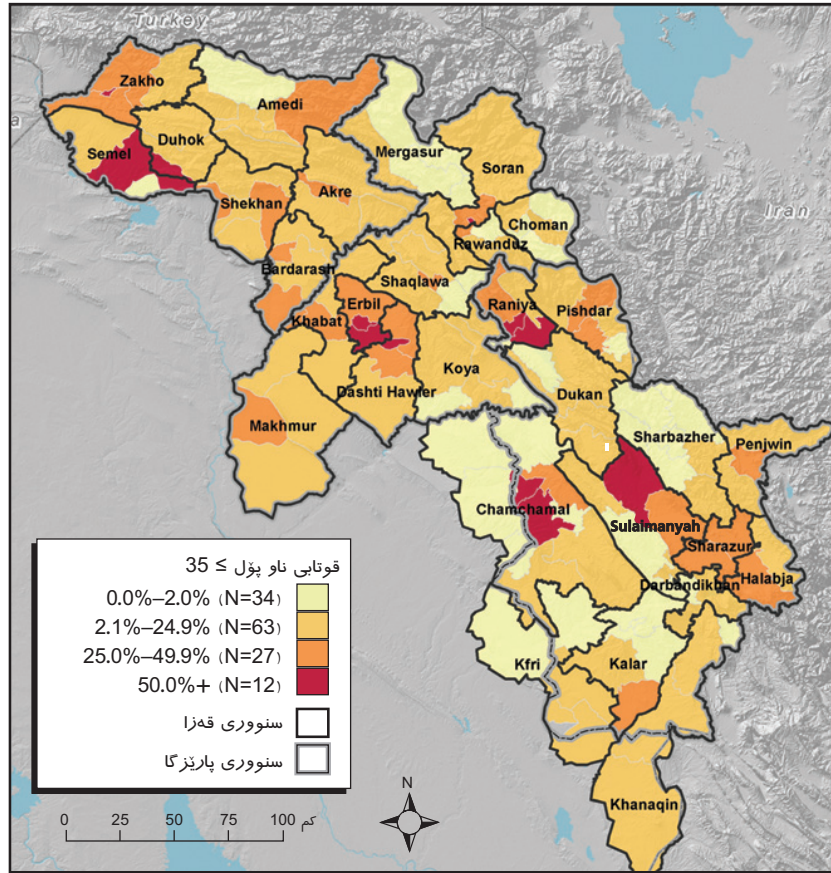 Turkey
Zakho
Amedi
Duhok
Semel
Mergasur
Soran
Akre
Shekhan
Choman
Iran
Rawanduz
Bardarash
Shaqlawa
Raniya
Pishdar
Erbil
Khabat
Koya
Dashti Hawler
Dukan
Makhmur
Sharbazher
Penjwin
Chamchamal
Sulaimanyah
Sharazur
Halabja
Darbandikhan
Kfri
Kalar
Khanaqin
قوتابی ناو پۆل ≥ 35
0.0%–2.0% (N=34)
2.1%–24.9% (N=63)
25.0%–49.9% (N=27)
50.0%+ (N=12)
سنووری قەزا
سنووری پارێزگا
N
0 25 50 75 100 كم